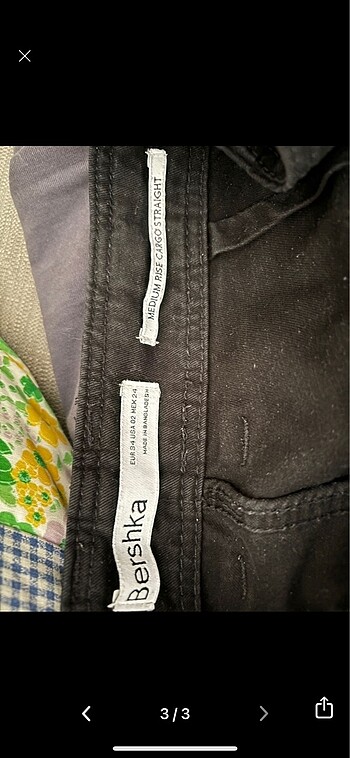 MEDIUM RISE CARGO STRAIGHT
Bershka
EUR 34 USA 02 MEX 24
MADE IN BANGLADESH
3/3